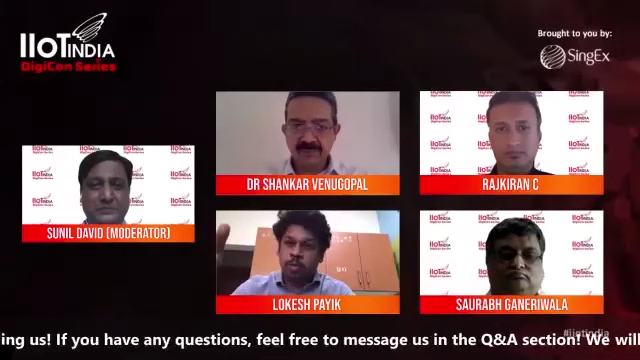 IIoT INDIA
DigiCon Series
Brought to you by:
SingEx
DR SHANKAR VENUGOPAL
RAJKIRAN C
SUNIL DAVID (MODERATOR)
LOKESH PAYIK
SAURABH GANERIWALA
#iiotindia
ing us! If you have any questions, feel free to message us in the Q&A section! We will